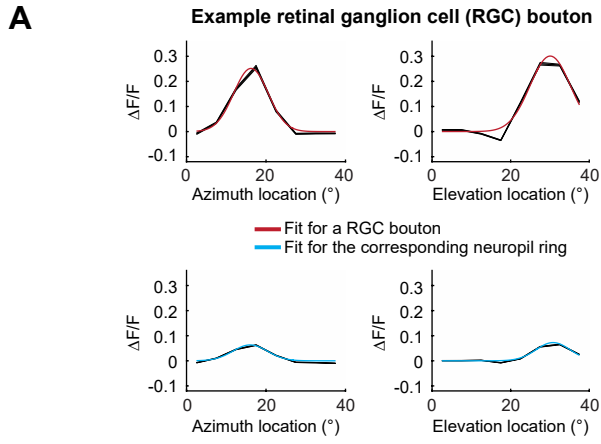 A
Example retinal ganglion cell (RGC) bouton
0.3
0.2
0.1
0
-0.1
ΔF/F
0
20
40
Azimuth location (°)
0.3
0.2
0.1
0
-0.1
ΔF/F
0
20
40
Elevation location (°)
Fit for a RGC bouton
Fit for the corresponding neuropil ring
0.3
0.2
0.1
0
-0.1
ΔF/F
0
20
40
Azimuth location (°)
0.3
0.2
0.1
0
-0.1
ΔF/F
0
20
40
Elevation location (°)